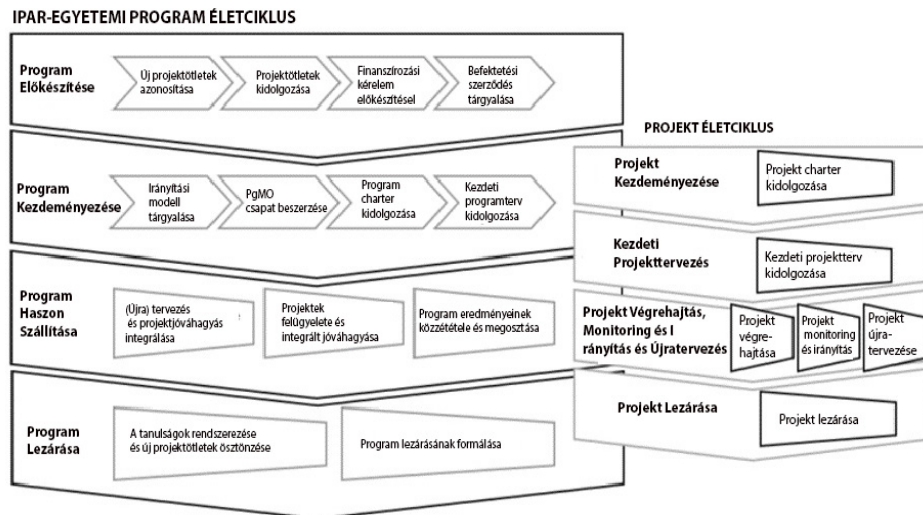 IPAR-EGYETEMI PROGRAM ÉLETCIKLUS
Program
Előkészítése
Új projektötletek
azonosítása
Projektötletek
kidolgozása
Finanszírozási
kérelem
előkészítésel
Befektetési
szerződés
tárgyalása
Program
Kezdeményezése
Irányítási
modell
tárgyalása
PgMO
csapat beszerzése
Program
charter
kidolgozása
Kezdeti
programterv
kidolgozása
Program
Haszon
Szállítása
(Újra) tervezés
és projektjóváhagyás
integrálása
Projektek
felügyelete és
integrált jóváhagyása
Program eredményeinek
közzététele és megosztása
Program
Lezárása
A tanulságok rendszerezése
és új projektötletek ösztönzése
Program lezárásának formálása
PROJEKT ÉLETCIKLUS
Projekt
Kezdeményezése
Projekt charter
kidolgozása
Kezdeti
Projekttervezés
Kezdeti projektterv
kidolgozása
Projekt Végrehajtás,
Monitoring és I
rányítás és Újratervezés
Projekt
végre-
hajtása
Projekt
monitoring
és irányítás
Projekt
újra-
tervezése
Projekt Lezárása
Projekt lezárása